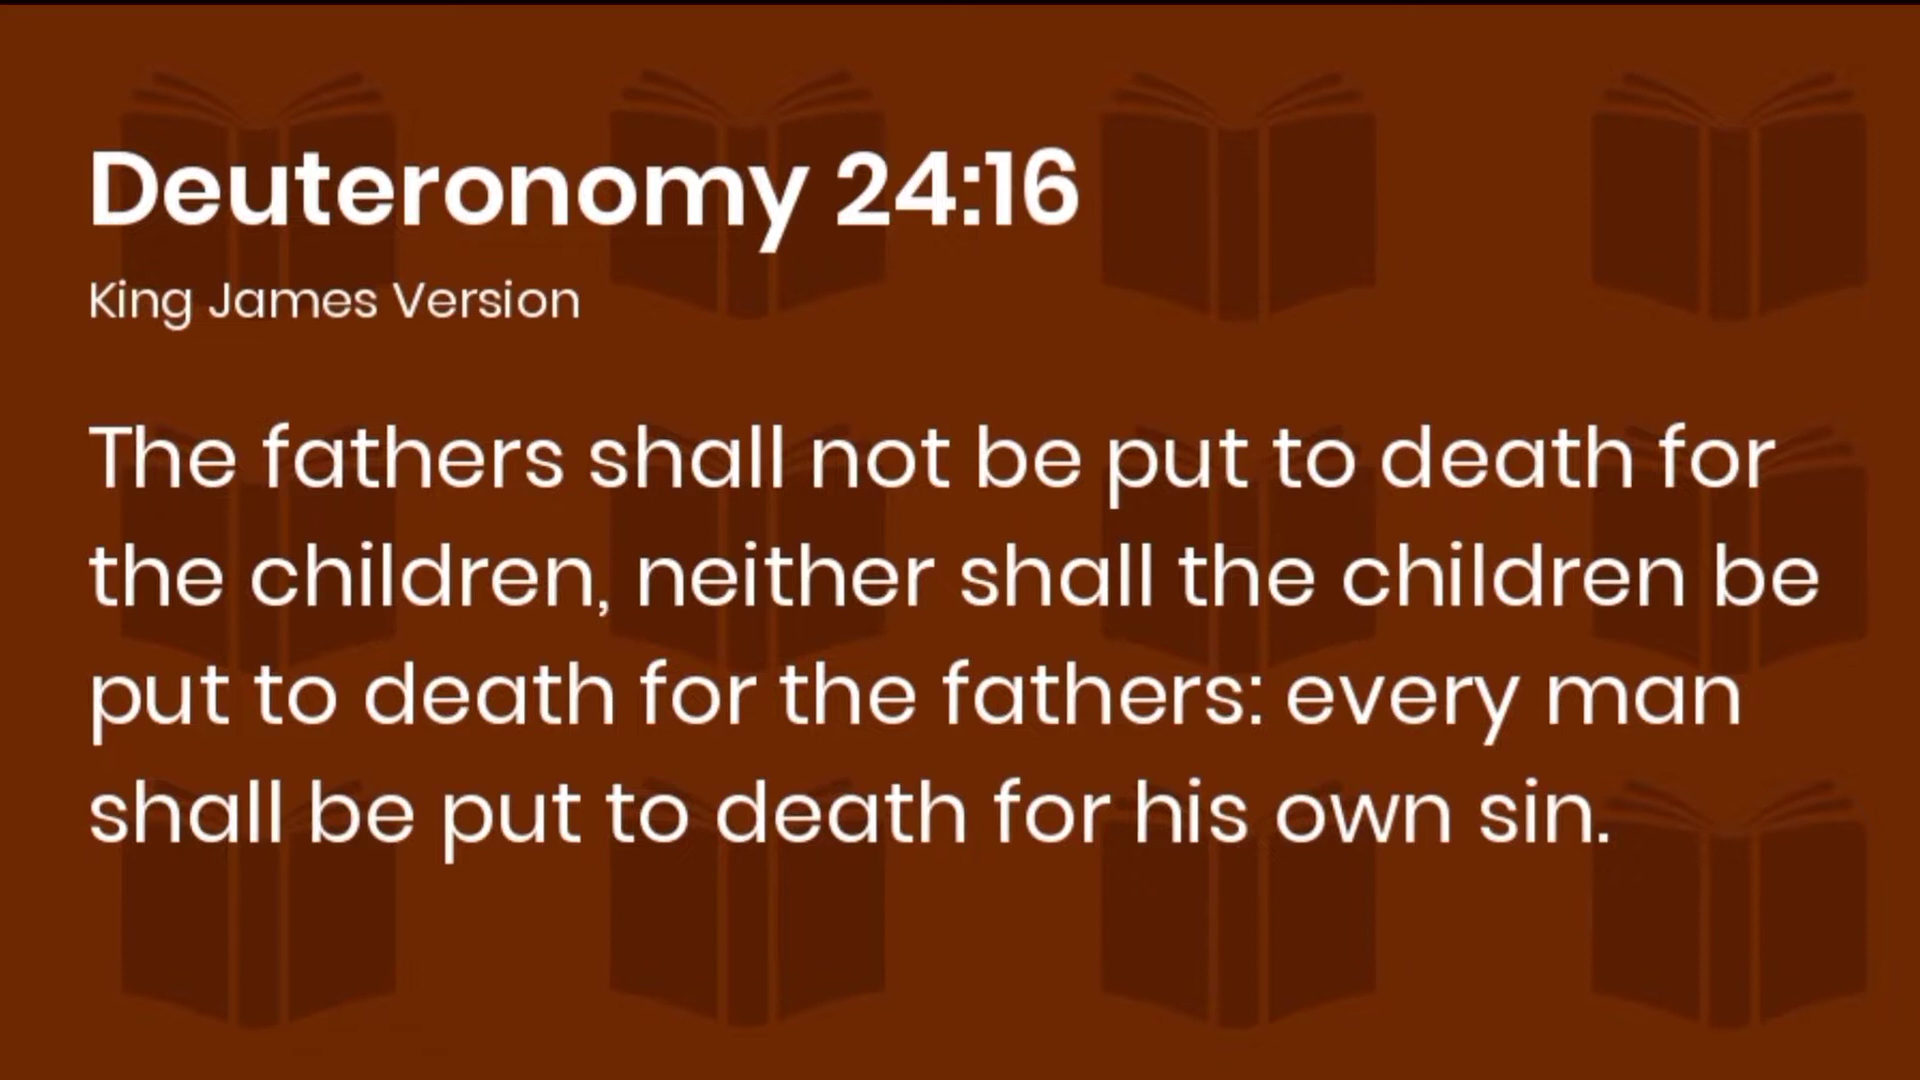 Deuteronomy 24:16
King James Version
The fathers shall not be put to death for
the children, neither shall the children be
put to death for the fathers: every man
shall be put to death for his own sin.